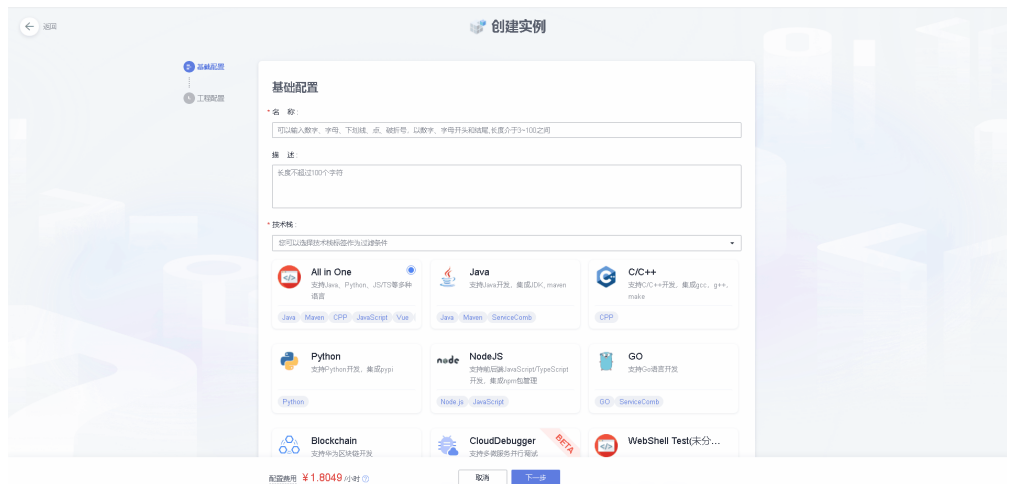 返回
创建实例
基础配置
工程配置
基础配置
* 名 称:
可以输入数字、字母、下划线、点、破折号、以数字、字母开头和结尾,长度介于3~100之间
描 述:
长度不超过100个字符
* 技术栈:
您可以选择技术栈标签作为过滤条件
All in One
支持Java、Python、JS/TS等多种
语言
Java Maven CPP JavaScript Vue
Java
支持Java开发、集成JDK、maven
Java Maven ServiceComb
C/C++
支持C/C++开发、集成gcc、g++、
make
CPP
Python
支持Python开发、集成pypi
Python
node
NodeJS
支持前后端JavaScript/TypeScript
开发、集成npm包管理
Node.js JavaScript
GO
支持Go语言开发
GO ServiceComb
Blockchain
支持华为区块链开发
CloudDebugger
支持多微服务并行调试
BETA
WebShell Test(未分...
配置费用 ¥1.8049 /小时
取消
下一步